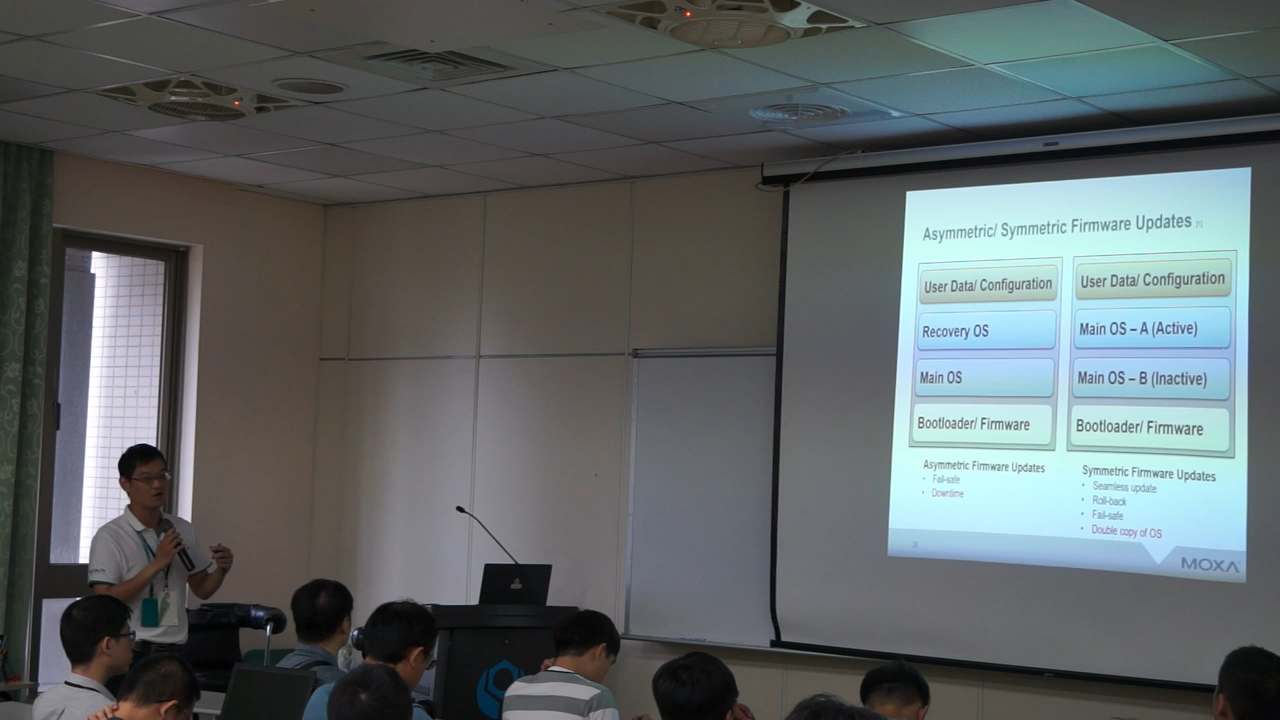 Asymmetric/ Symmetric Firmware Updates [1]
User Data/ Configuration
Recovery OS
Main OS
Bootloader/ Firmware
User Data/ Configuration
Main OS – A (Active)
Main OS – B (Inactive)
Bootloader/ Firmware
Asymmetric Firmware Updates
• Fail-safe
• Downtime
Symmetric Firmware Updates
• Seamless update
• Roll-back
• Fail-safe
• Double copy of OS
MOXA
MOXA